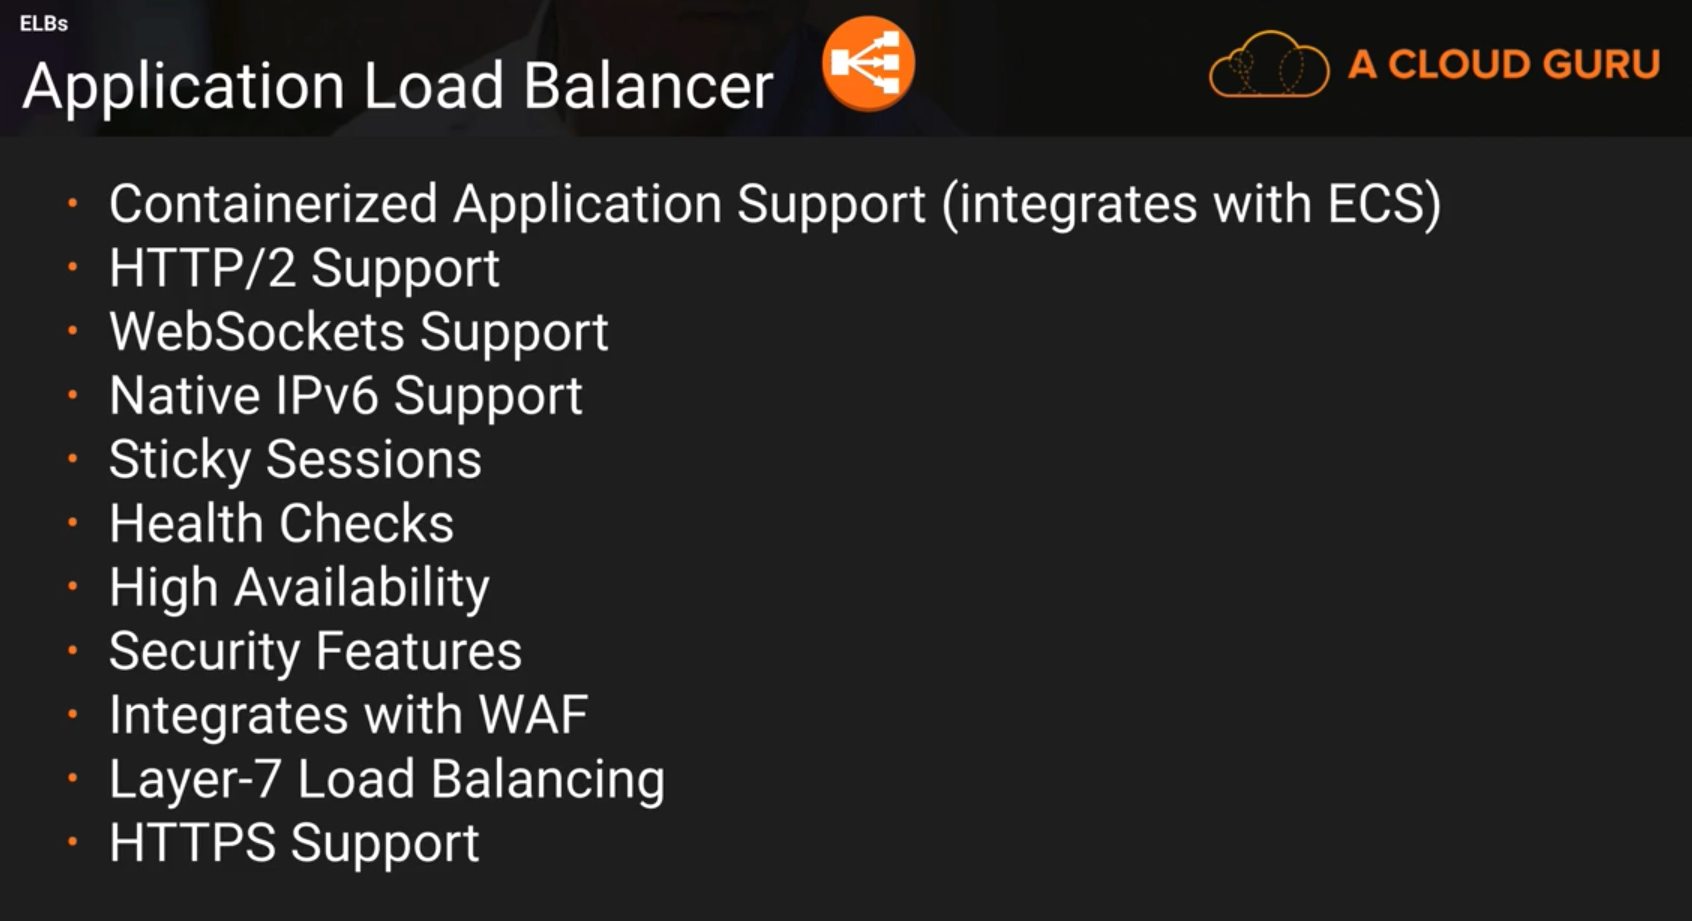 ELBs
Application Load Balancer
A CLOUD GURU
• Containerized Application Support (integrates with ECS)
• HTTP/2 Support
• WebSockets Support
• Native IPv6 Support
• Sticky Sessions
• Health Checks
• High Availability
• Security Features
• Integrates with WAF
• Layer-7 Load Balancing
• HTTPS Support